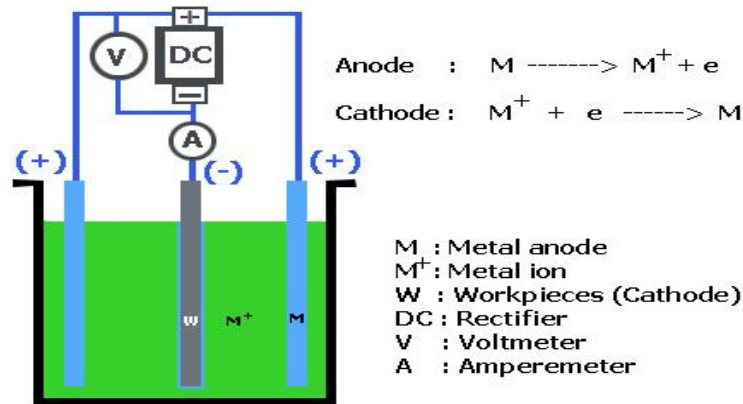 +
V
DC
−
A
(+)
(-)
(+)
W
M⁺
M
Anode : M -------> M⁺ + e
Cathode : M⁺ + e ------> M
M : Metal anode
M⁺ : Metal ion
W : Workpieces (Cathode)
DC : Rectifier
V : Voltmeter
A : Amperemeter